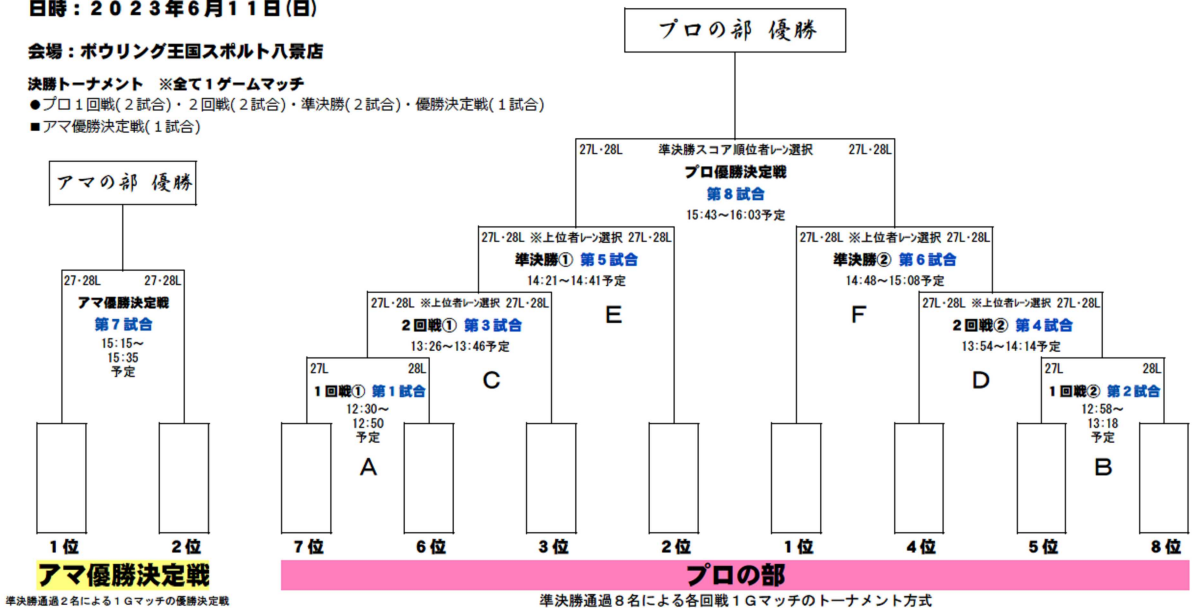 日時：２０２３年６月１１日(日)
会場：ボウリング王国スポルト八景店
決勝トーナメント　※全て１ゲームマッチ
●プロ１回戦(２試合)・２回戦(２試合)・準決勝(２試合)・優勝決定戦(１試合)
■アマ優勝決定戦(１試合)
プロの部 優勝
27L・28L 準決勝スコア順位者レーン選択 27L・28L
プロ優勝決定戦
第８試合
15:43～16:03予定
アマの部 優勝
27・28L 27・28L
アマ優勝決定戦
第７試合
15:15～
15:35
予定
27L・28L ※上位者レーン選択 27L・28L
準決勝① 第５試合
14:21～14:41予定
E
27L・28L ※上位者レーン選択 27L・28L
準決勝② 第６試合
14:48～15:08予定
F
27L・28L ※上位者レーン選択 27L・28L
２回戦① 第３試合
13:26～13:46予定
C
27L・28L ※上位者レーン選択 27L・28L
２回戦② 第４試合
13:54～14:14予定
D
27L 28L
１回戦① 第１試合
12:30～
12:50
予定
A
27L 28L
１回戦② 第２試合
12:58～
13:18
予定
B
１位 ２位 ７位 ６位 ３位 ２位 １位 ４位 ５位 ８位
アマ優勝決定戦 プロの部
準決勝通過２名による１Ｇマッチの優勝決定戦 準決勝通過８名による各回戦１Ｇマッチのトーナメント方式